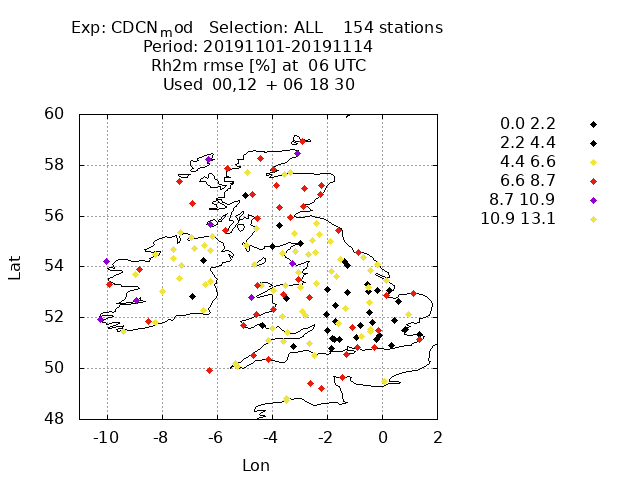 Exp: CDCNmod   Selection: ALL    154 stations
Period: 20191101-20191114
Rh2m rmse [%] at  06 UTC
Used  00,12  + 06 18 30
60
58
56
54
52
50
48
-10 -8 -6 -4 -2 0 2
Lat
Lon
0.0 2.2
2.2 4.4
4.4 6.6
6.6 8.7
8.7 10.9
10.9 13.1